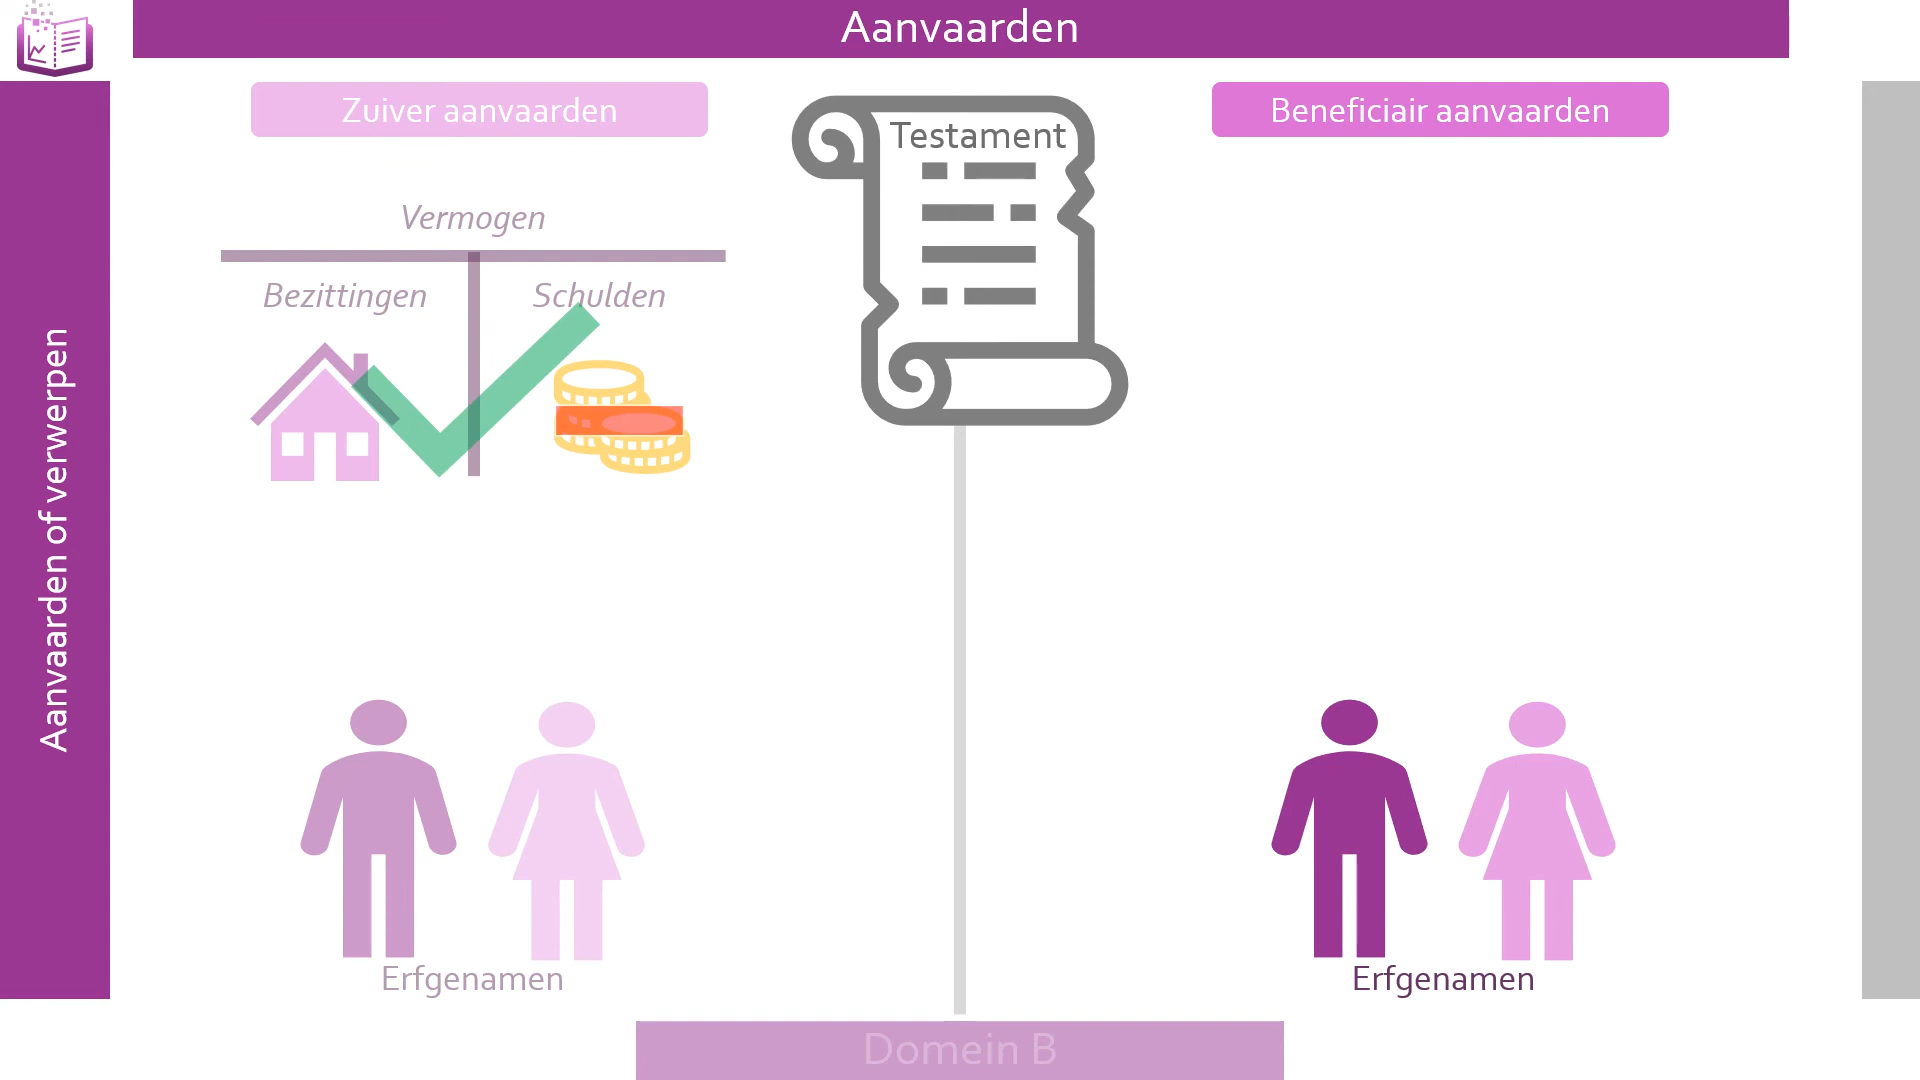 Aanvaarden
Aanvaarden of verwerpen
Zuiver aanvaarden
Vermogen
Bezittingen
Schulden
Erfgenamen
Testament
Beneficiair aanvaarden
Erfgenamen
Domein B